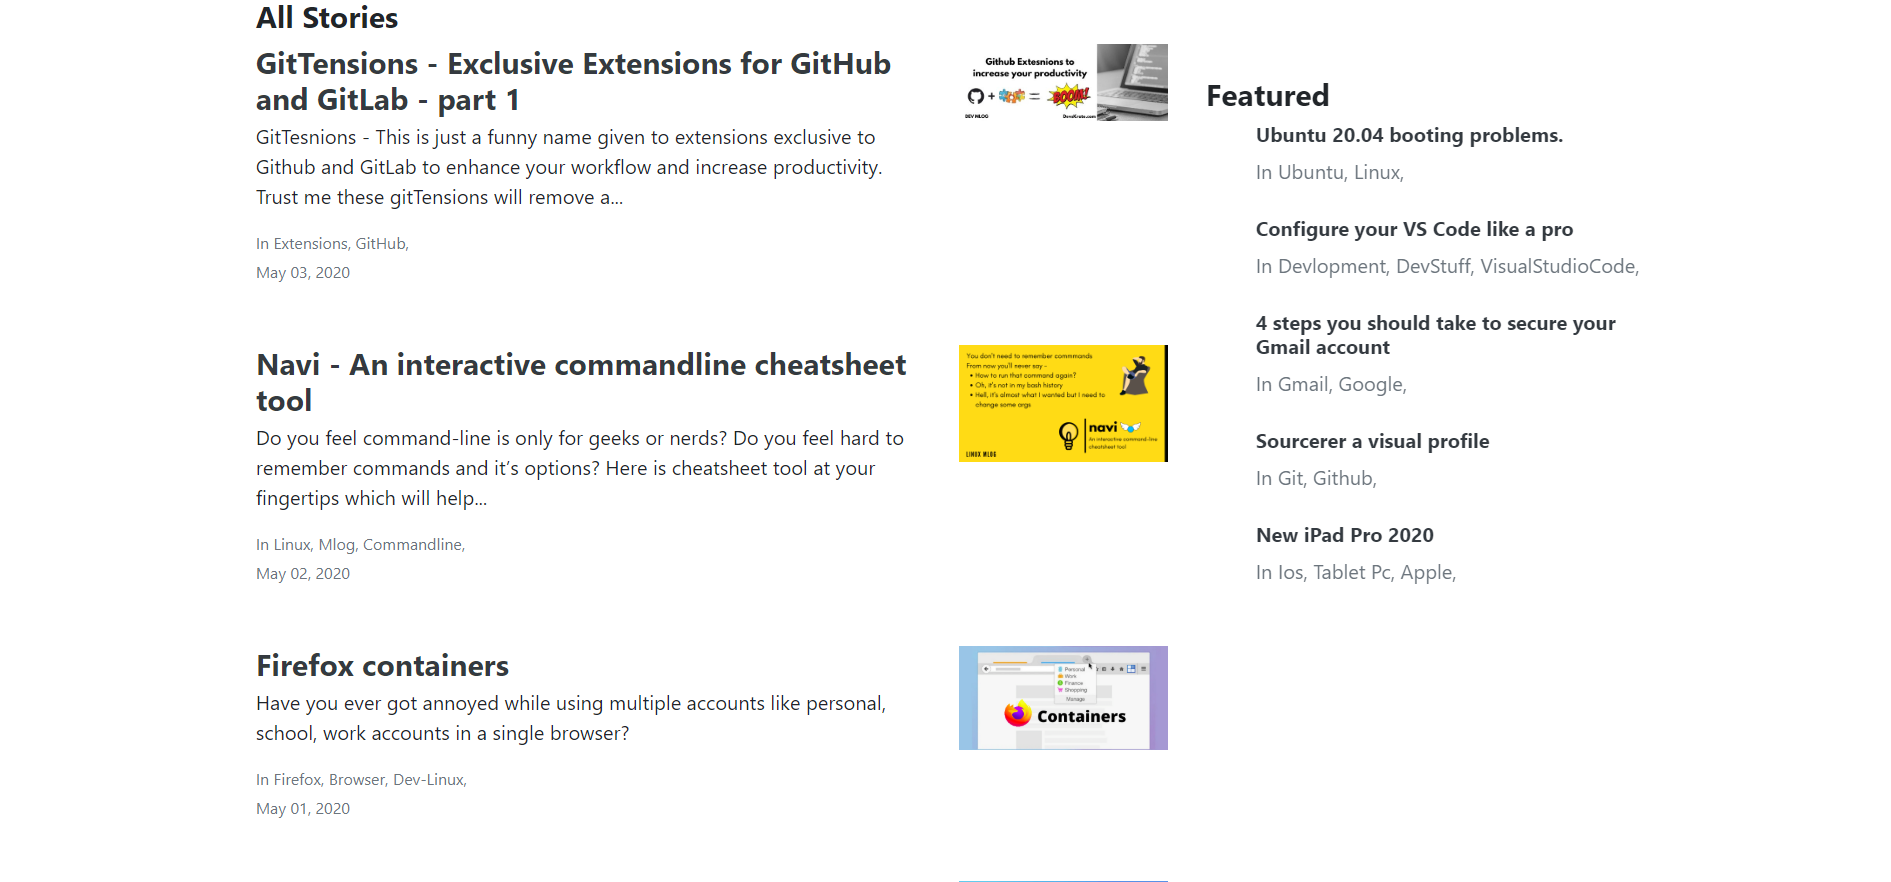 All Stories
GitTensions - Exclusive Extensions for GitHub
and GitLab - part 1
GitTesnions - This is just a funny name given to extensions exclusive to
Github and GitLab to enhance your workflow and increase productivity.
Trust me these gitTensions will remove a...
In Extensions, GitHub,
May 03, 2020
Github Extesnions to
increase your productivity
+ =
BOOM!
DEV MLOG
DevsKrate.com
Navi - An interactive commandline cheatsheet
tool
Do you feel command-line is only for geeks or nerds? Do you feel hard to
remember commands and it’s options? Here is cheatsheet tool at your
fingertips which will help...
In Linux, Mlog, Commandline,
May 02, 2020
You don't need to remember commmands
From now you'll never say -
• How to run that command again?
• Oh, it's not in my bash history
• Hell, it's almost what I wanted but I need to
change some args
navi
An interactive command-line
cheatsheet tool
LINUX MLOG
Firefox containers
Have you ever got annoyed while using multiple accounts like personal,
school, work accounts in a single browser?
In Firefox, Browser, Dev-Linux,
May 01, 2020
Personal
Work
Finance
Shopping
Manage
Containers
Featured
Ubuntu 20.04 booting problems.
In Ubuntu, Linux,
Configure your VS Code like a pro
In Devlopment, DevStuff, VisualStudioCode,
4 steps you should take to secure your
Gmail account
In Gmail, Google,
Sourcerer a visual profile
In Git, Github,
New iPad Pro 2020
In Ios, Tablet Pc, Apple,